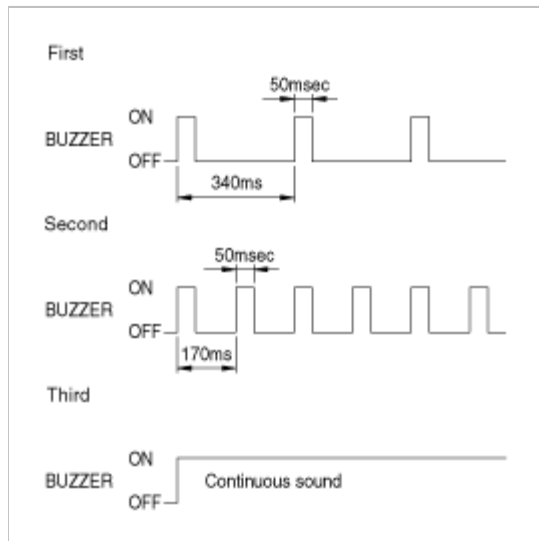 First
50msec
ON
BUZZER
OFF
340ms
Second
50msec
ON
BUZZER
OFF
170ms
Third
ON
BUZZER Continuous sound
OFF